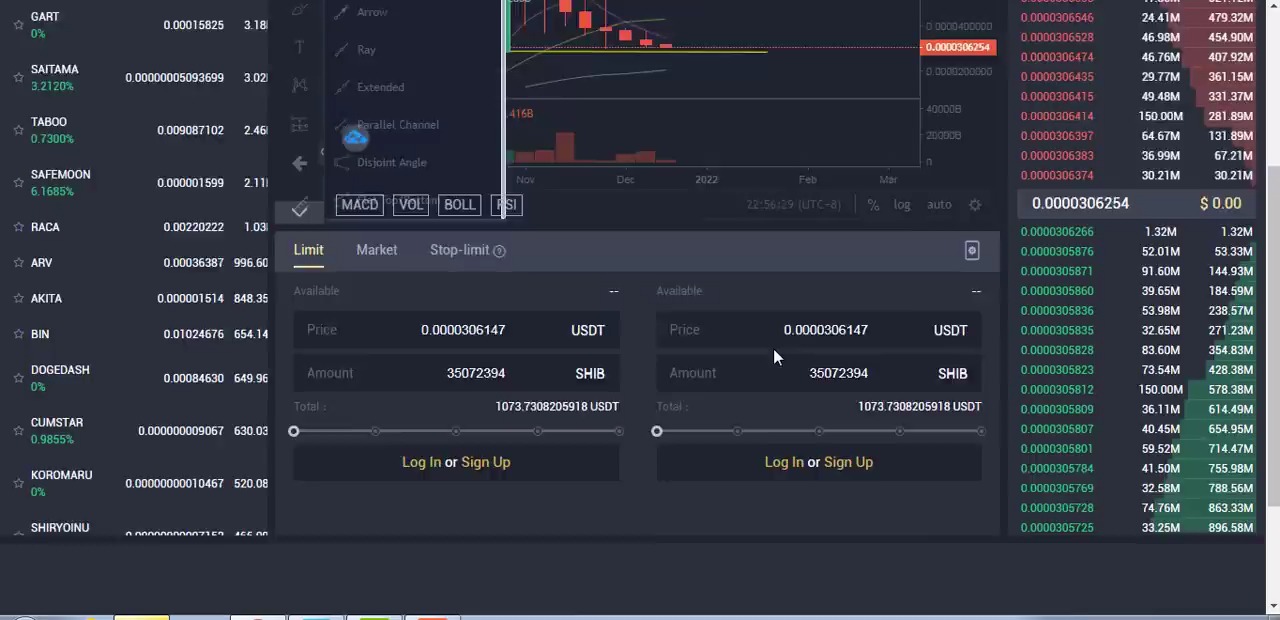 GART 0.00015825 3.18
0%
SAITAMA 0.00000005093699 3.02
3.2120%
TABOO 0.009087102 2.46
0.7300%
SAFEMOON 0.000001599 2.11
6.1685%
RACA 0.00220222 1.03
ARV 0.00036387 996.60
AKITA 0.000001514 848.35
BIN 0.01024676 654.14
DOGEDASH 0.00084630 649.96
0%
CUMSTAR 0.000000009067 630.03
0.9855%
KOROMARU 0.00000000010467 520.08
0%
SHIRYOINU
Arrow
Ray
Extended
Parallel Channel
Disjoint Angle
MACD VOL BOLL RSI
0.0000400000
0.0000306254
0.0000200000
.416B
40000B
20000B
0
Nov Dec 2022 Feb Mar
22:56:29 (UTC-8) % log auto
Limit Market Stop-limit ?
Available --
Price 0.0000306147 USDT
Amount 35072394 SHIB
Total : 1073.7308205918 USDT
Log In or Sign Up
Available --
Price 0.0000306147 USDT
Amount 35072394 SHIB
Total : 1073.7308205918 USDT
Log In or Sign Up
0.0000306546 24.41M 479.32M
0.0000306528 46.98M 454.90M
0.0000306474 46.76M 407.92M
0.0000306435 29.77M 361.15M
0.0000306415 49.48M 331.37M
0.0000306414 150.00M 281.89M
0.0000306397 64.67M 131.89M
0.0000306383 36.99M 67.21M
0.0000306374 30.21M 30.21M
0.0000306254 $ 0.00
0.0000306266 1.32M 1.32M
0.0000305876 52.01M 53.33M
0.0000305871 91.60M 144.93M
0.0000305860 39.65M 184.59M
0.0000305836 53.98M 238.57M
0.0000305835 32.65M 271.23M
0.0000305828 83.60M 354.83M
0.0000305823 73.54M 428.38M
0.0000305812 150.00M 578.38M
0.0000305809 36.11M 614.49M
0.0000305807 40.45M 654.95M
0.0000305801 59.52M 714.47M
0.0000305784 41.50M 755.98M
0.0000305769 32.58M 788.56M
0.0000305728 74.76M 863.33M
0.0000305725 33.25M 896.58M